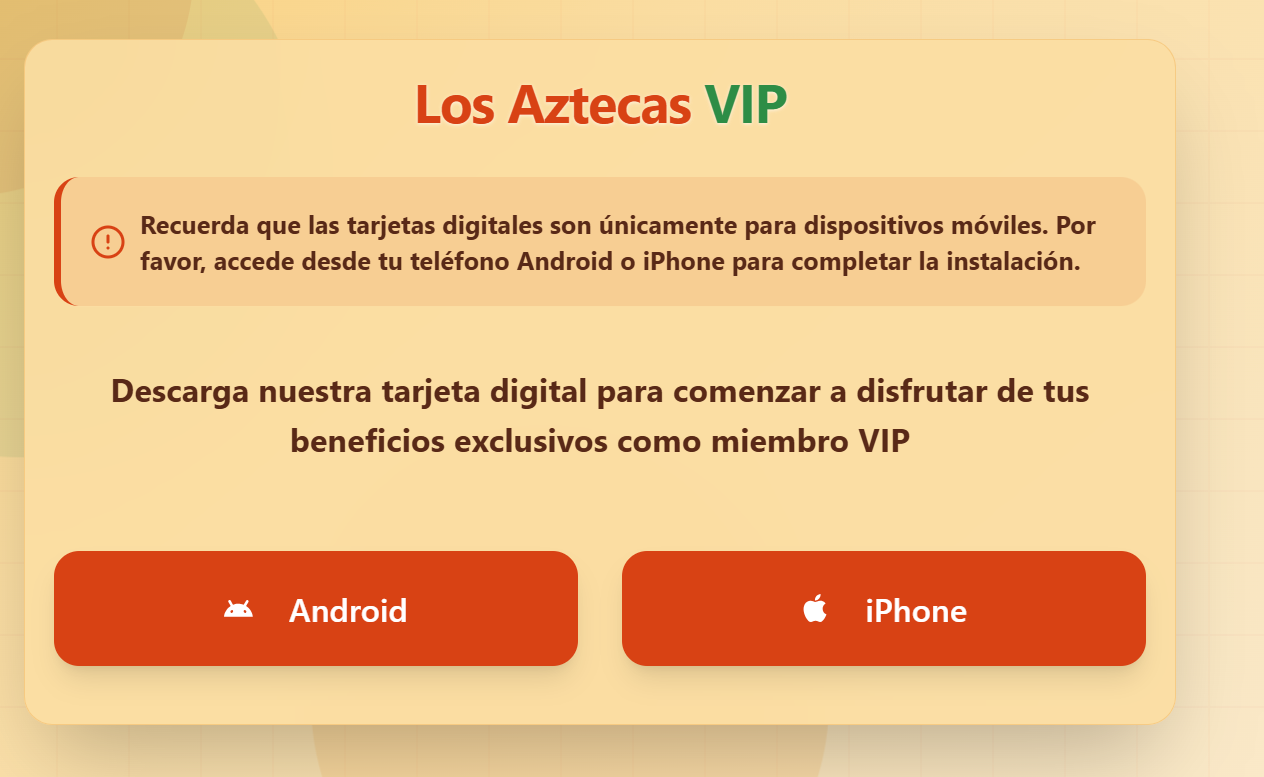 Los Aztecas VIP
Recuerda que las tarjetas digitales son únicamente para dispositivos móviles. Por
favor, accede desde tu teléfono Android o iPhone para completar la instalación.
Descarga nuestra tarjeta digital para comenzar a disfrutar de tus
beneficios exclusivos como miembro VIP
Android
iPhone